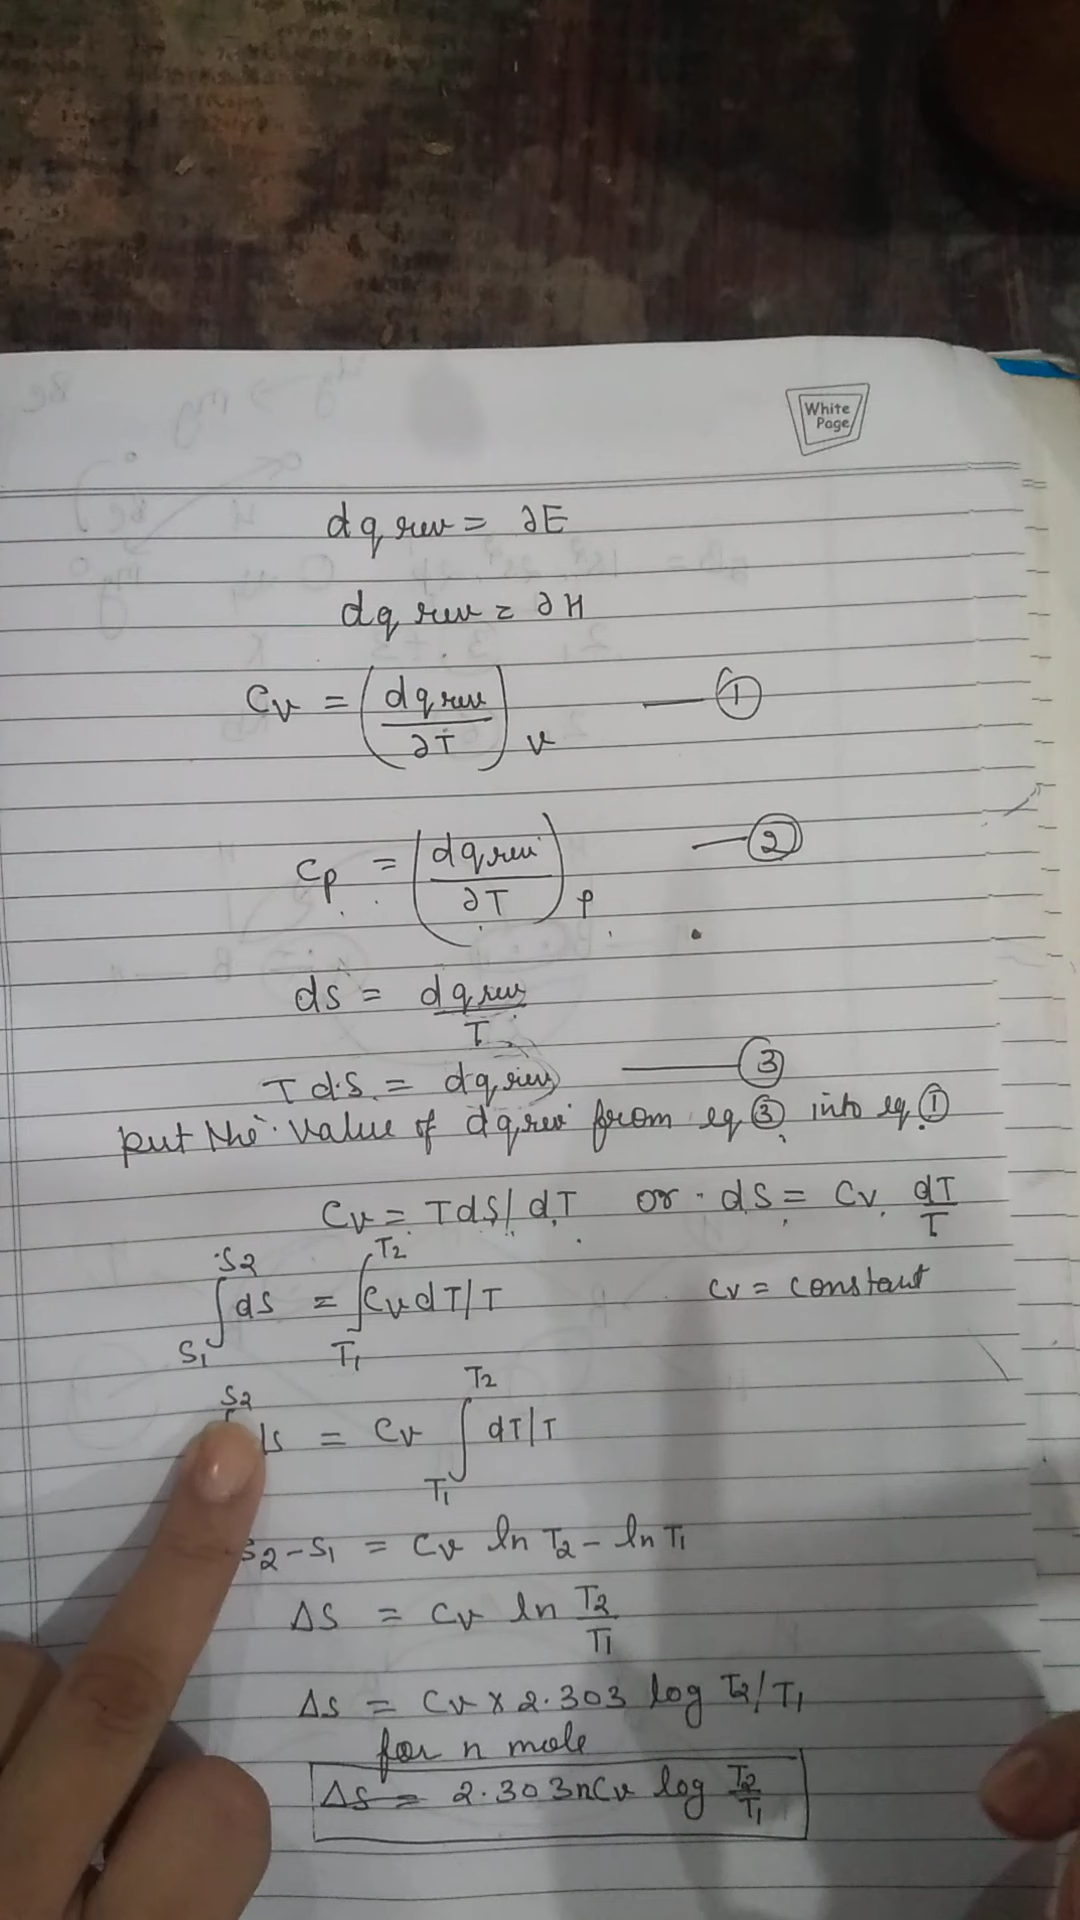 White Page
dq rev = ∂E
dq rev = ∂H
Cv = (dq rev / ∂T) v — ①
Cp = (dq rev / ∂T) P — ②
dS = dq rev / T
T dS = dq rev — ③
put the value of dq rev from eq ③ into eq ①
Cv = TdS/dT or dS = Cv dT/T
∫ S1 S2 dS = ∫ T1 T2 Cv dT/T Cv = constant
S2 dS = Cv ∫ T1 T2 dT/T
S2 - S1 = Cv ln T2 - ln T1
ΔS = Cv ln T2/T1
ΔS = Cv × 2.303 log T2/T1
for n mole
ΔS = 2.303nCv log T2/T1